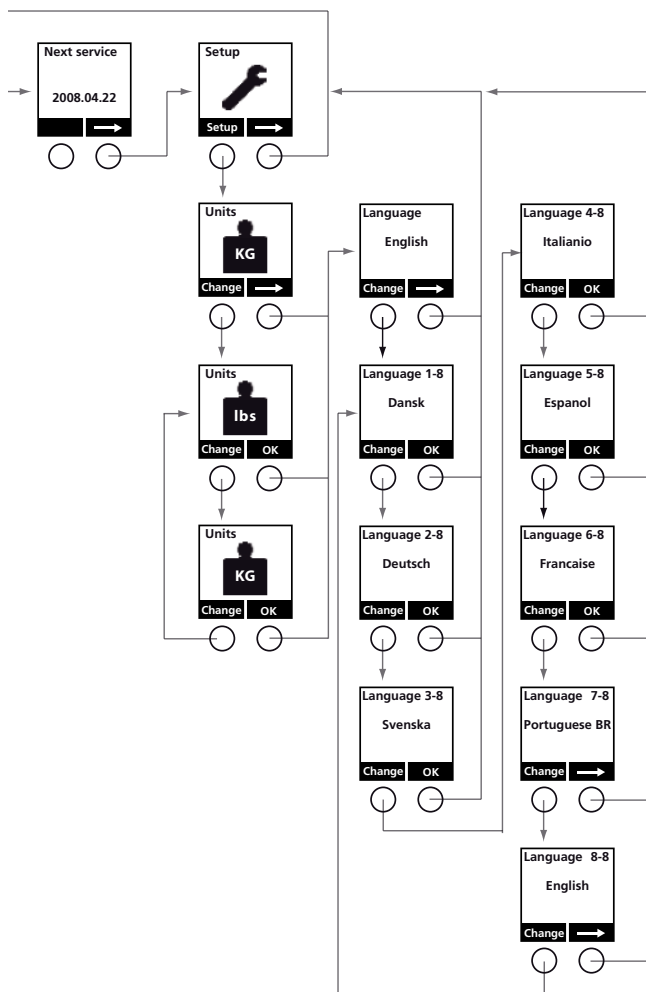 Next service
2008.04.22
Setup
Setup
Units
KG
Change
Units
lbs
Change OK
Units
KG
Change OK
Language
English
Change
Language 1-8
Dansk
Change OK
Language 2-8
Deutsch
Change OK
Language 3-8
Svenska
Change OK
Language 4-8
Italianio
Change OK
Language 5-8
Espanol
Change OK
Language 6-8
Francaise
Change OK
Language 7-8
Portuguese BR
Change
Language 8-8
English
Change